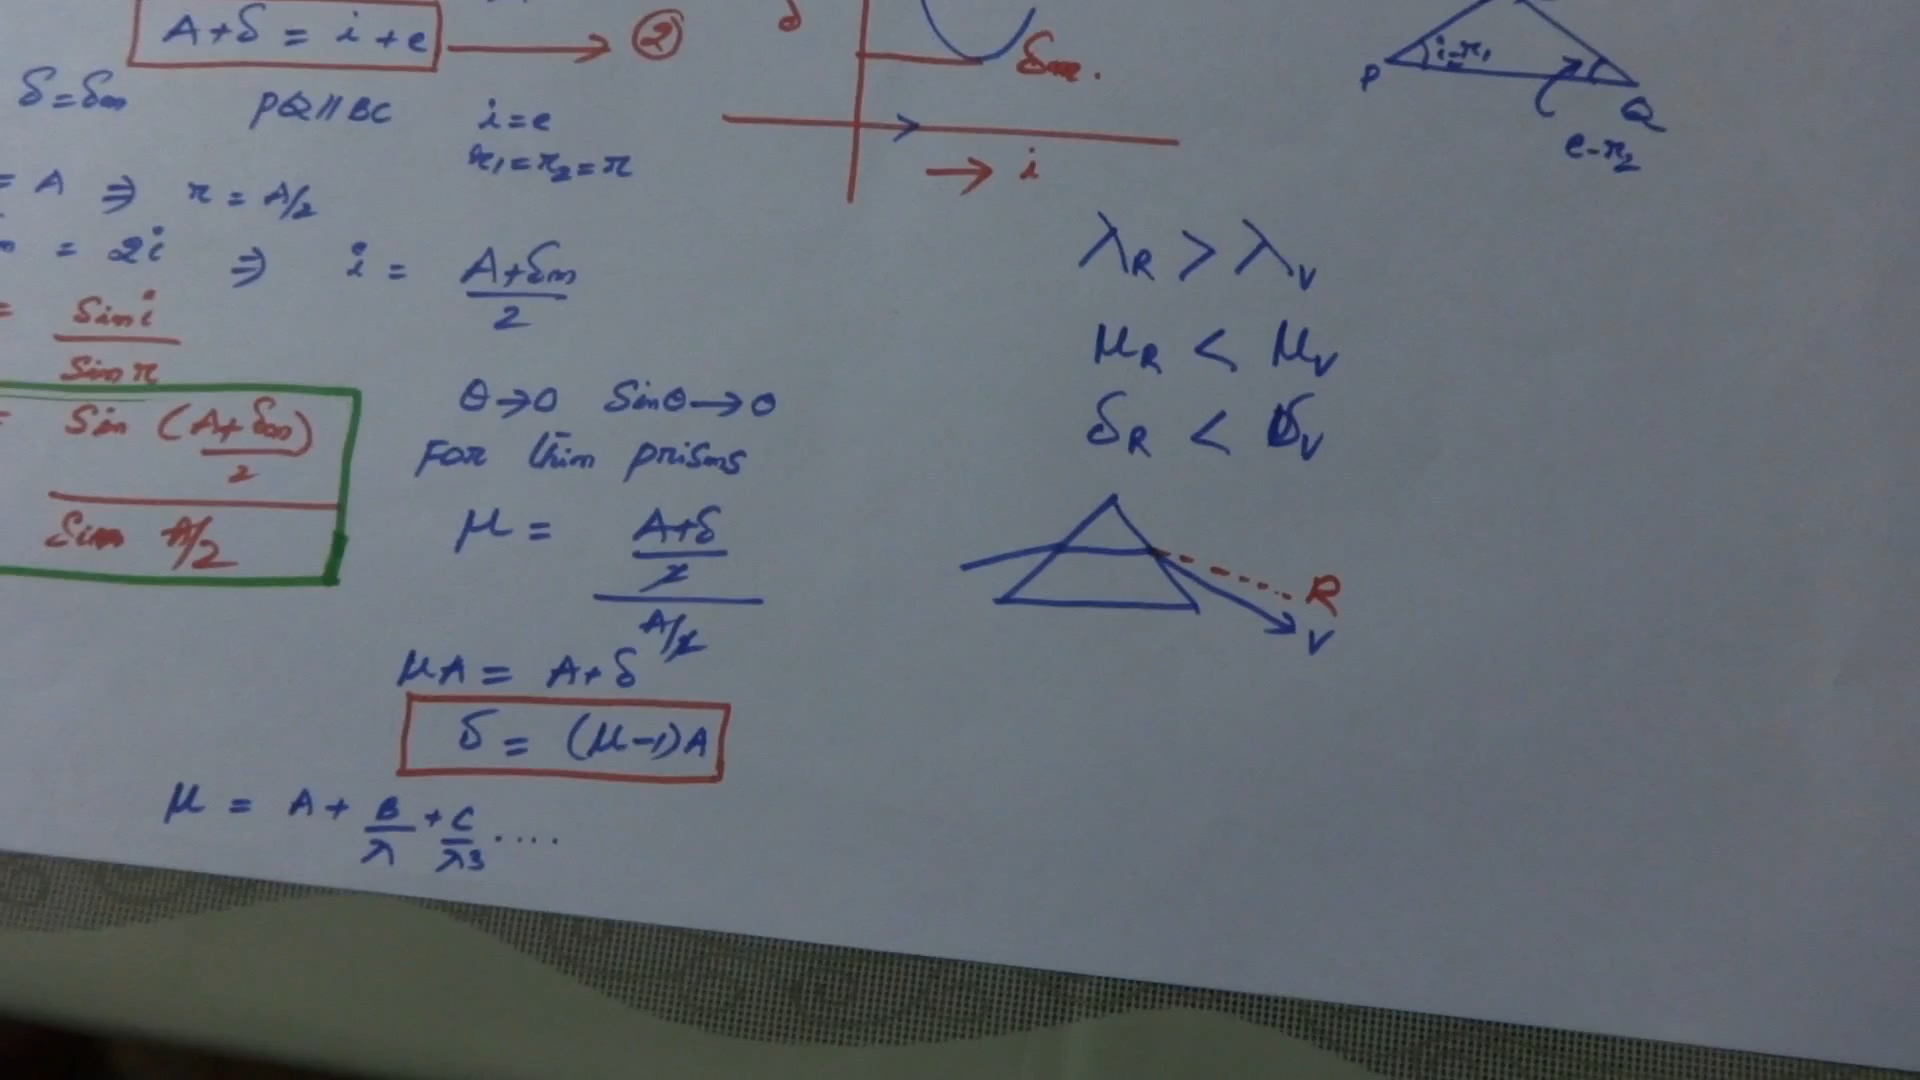 A+δ = i+e → ②
δ=δm PQ//BC i=e
r₁=r₂=r
= A ⇒ r = A/2
= 2i ⇒ i = A+δm / 2
= Sin i / Sin r
= Sin (A+δm / 2) / Sin A/2
θ→0 Sinθ→θ
For thin prisms
μ = A+δ / 2 / A/2
μA = A+δ
δ = (μ-1)A
μ = A + B/λ + C/λ3 ....
δ
δm.
→ i
P
i-r₁
Q
e-r₂
λR > λV
μR < μV
δR < δV
R
V